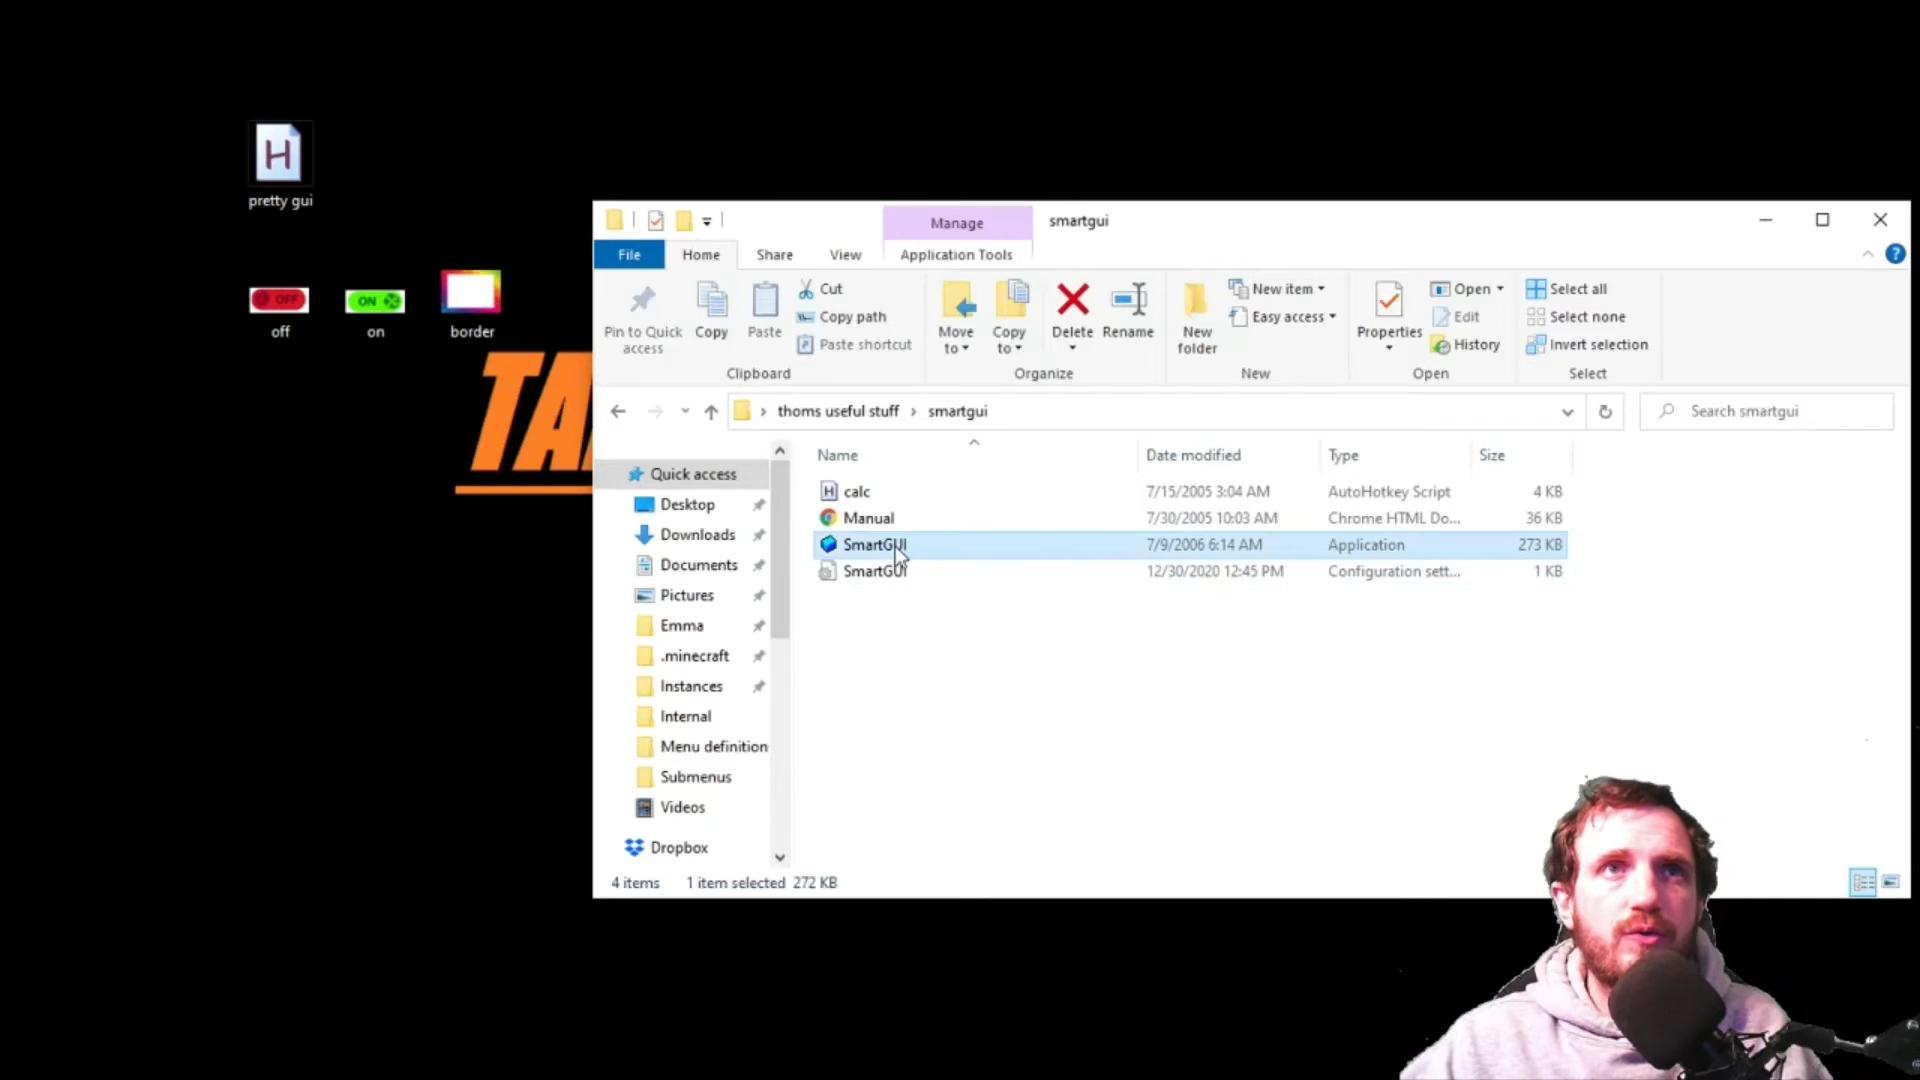 pretty gui
OFF
ON
off
on
border
TA
Manage
smartgui
File
Home
Share
View
Application Tools
Pin to Quick access
Copy
Paste
Cut
Copy path
Paste shortcut
Clipboard
Move to
Copy to
Delete
Rename
Organize
New folder
New item
Easy access
New
Properties
Open
Edit
History
Open
Select all
Select none
Invert selection
Select
thoms useful stuff > smartgui
Search smartgui
Name
Date modified
Type
Size
calc 7/15/2005 3:04 AM AutoHotkey Script 4 KB
Manual 7/30/2005 10:03 AM Chrome HTML Do... 36 KB
SmartGUI 7/9/2006 6:14 AM Application 273 KB
SmartGUI 12/30/2020 12:45 PM Configuration sett... 1 KB
Quick access
Desktop
Downloads
Documents
Pictures
Emma
.minecraft
Instances
Internal
Menu definition
Submenus
Videos
Dropbox
4 items 1 item selected 272 KB